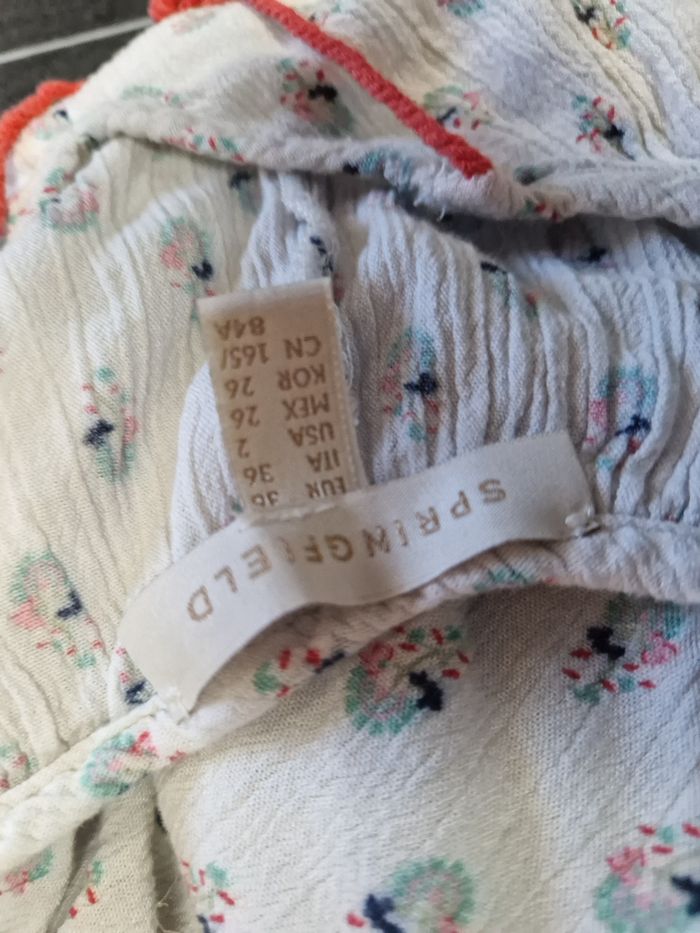 SPRINGFIELD
EUR 36
ITA 36
USA 2
MEX 26
KOR 26
CN 165/
84A